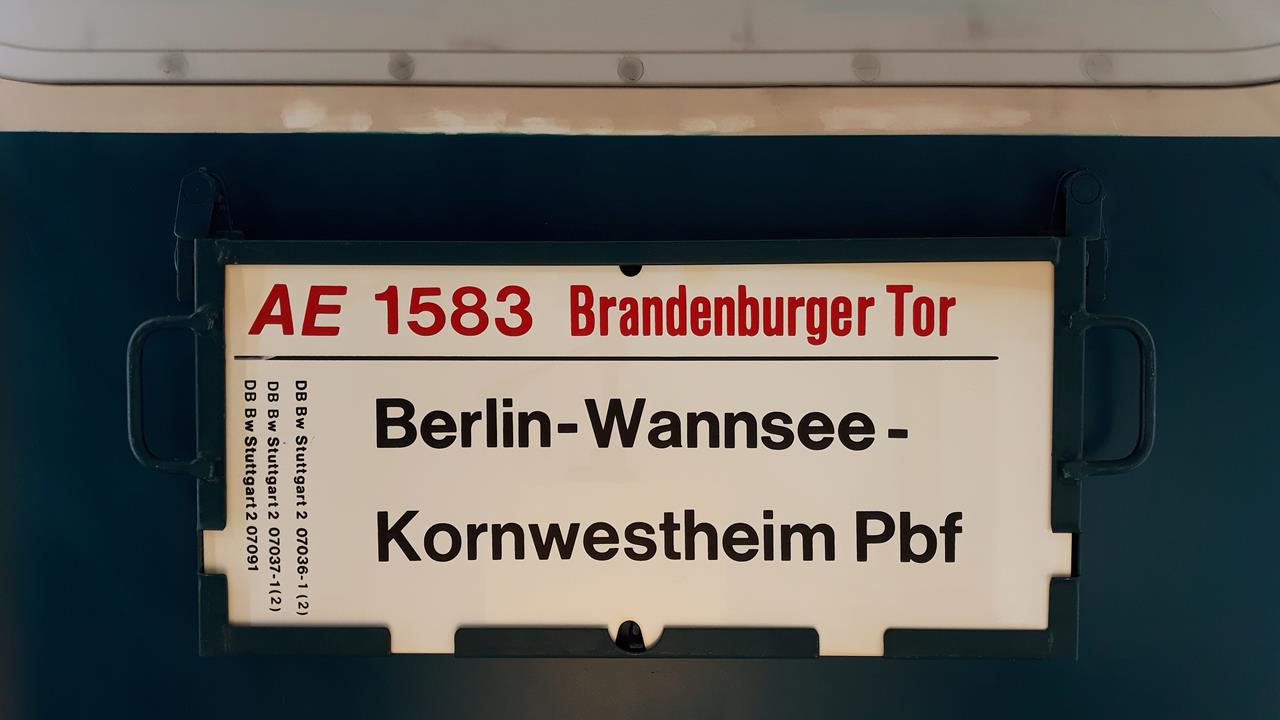 AE 1583 Brandenburger Tor
Berlin-Wannsee-
Kornwestheim Pbf
DB Bw Stuttgart 2 07036-1 (2)
DB Bw Stuttgart 2 07037-1(2)
DB Bw Stuttgart 2 07091